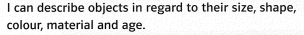 I can describe objects in regard to their size, shape,
colour, material and age.